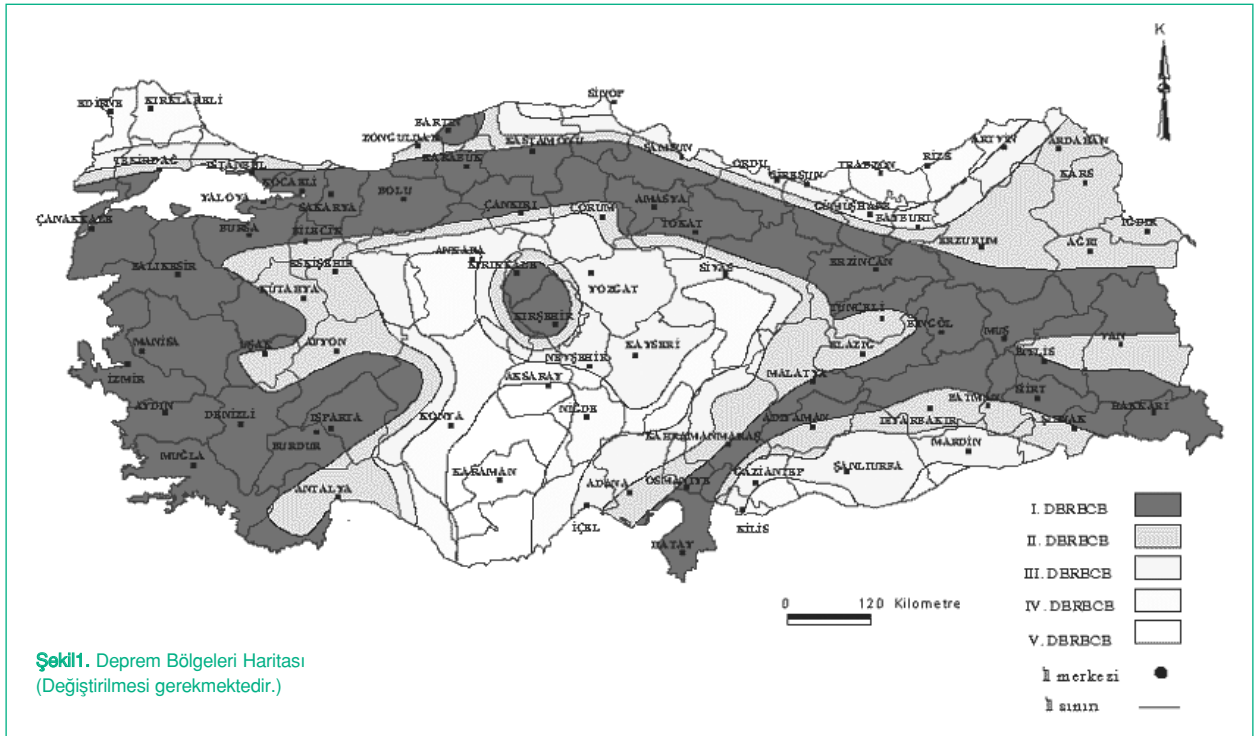 K
SİNOP
EDİRNE
KIRKLARELİ
BARTIN
ZONGULDAK
KASTAMONU
KARABÜK
SAMSUN
ARTVİN
ARDAHAN
TEKİRDAĞ
İSTANBUL
ORDU
TRABZON
RİZE
GİRESUN
KARS
KOCAELİ
YALOVA
SAKARYA
BOLU
ÇANKIRI
ÇORUM
AMASYA
TOKAT
GÜMÜŞHANE
BAYBURT
ÇANAKKALE
BURSA
BİLECİK
ERZURUM
IĞDIR
AĞRI
BALIKESİR
ESKİŞEHİR
ANKARA
KIRIKKALE
SİVAS
ERZİNCAN
KÜTAHYA
YOZGAT
KIRŞEHİR
TUNCELİ
BİNGÖL
MUŞ
MANİSA
UŞAK
AFYON
NEVŞEHİR
KAYSERİ
ELAZIĞ
BİTLİS
VAN
İZMİR
AKSARAY
MALATYA
SİİRT
AYDIN
DENİZLİ
ISPARTA
KONYA
NİĞDE
ADIYAMAN
DİYARBAKIR
BATMAN
ŞIRNAK
HAKKARİ
BURDUR
KAHRAMANMARAŞ
MARDİN
MUĞLA
ANTALYA
KARAMAN
ADANA
OSMANİYE
GAZİANTEP
ŞANLIURFA
İÇEL
KİLİS
HATAY
I. DERECE
II. DERECE
III. DERECE
IV. DERECE
V. DERECE
İl merkezi
İl sınırı
0 120 Kilometre
Şekil1. Deprem Bölgeleri Haritası
(Değiştirilmesi gerekmektedir.)